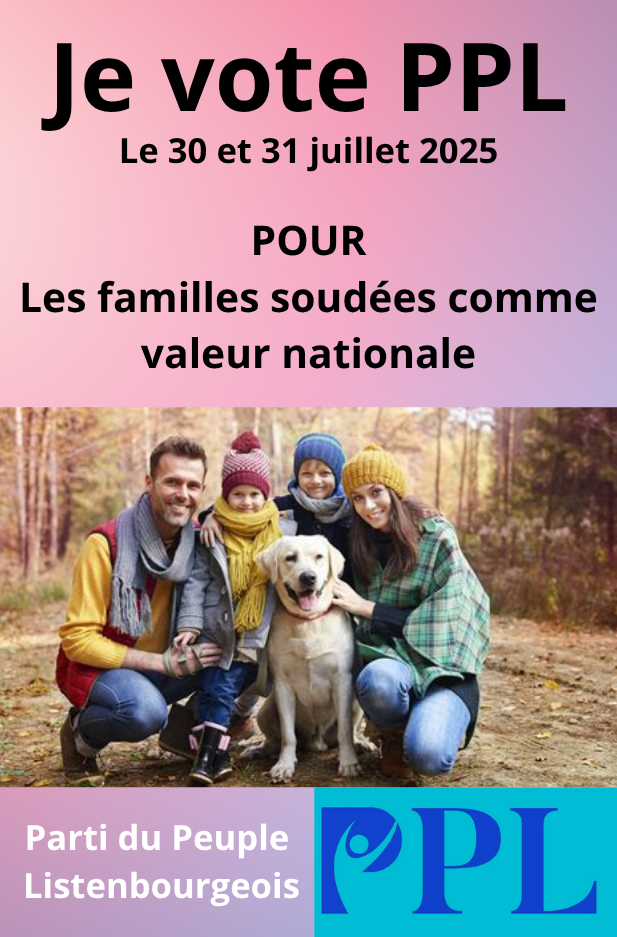 Je vote PPL
Le 30 et 31 juillet 2025
POUR
Les familles soudées comme
valeur nationale
Parti du Peuple
Listenbourgeois
PPL